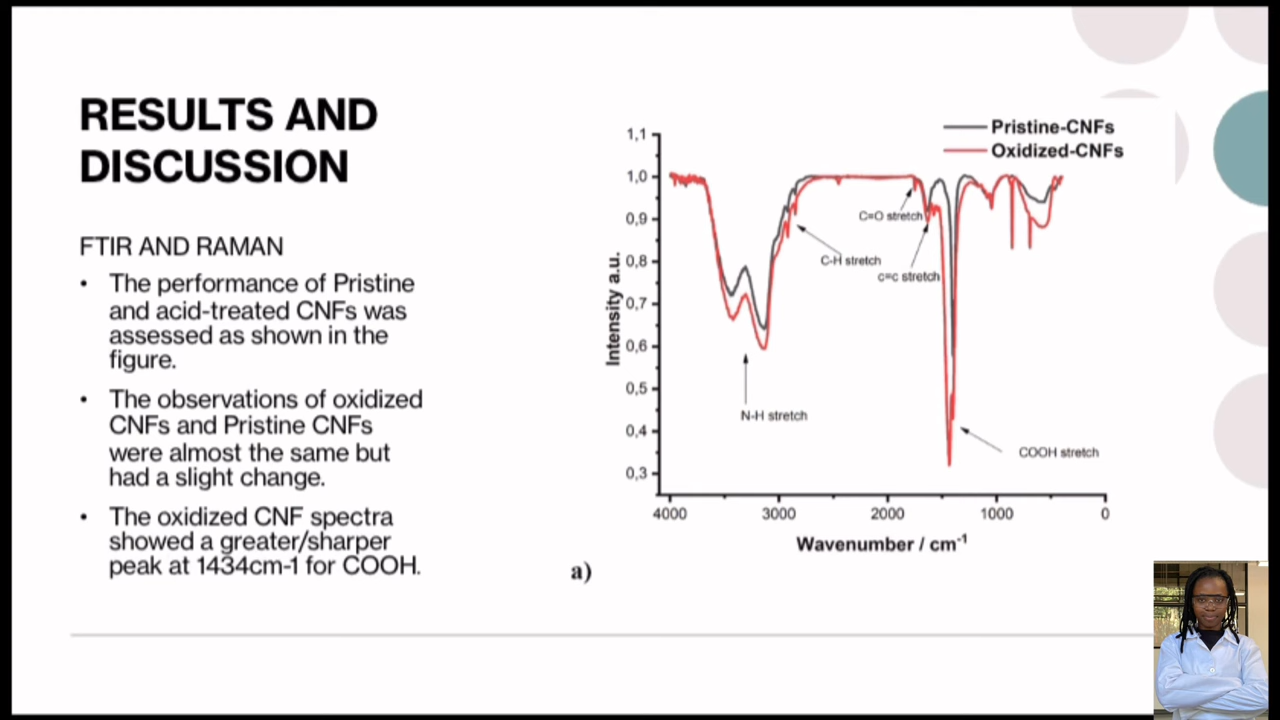 RESULTS AND
DISCUSSION
FTIR AND RAMAN
• The performance of Pristine
and acid-treated CNFs was
assessed as shown in the
figure.
• The observations of oxidized
CNFs and Pristine CNFs
were almost the same but
had a slight change.
• The oxidized CNF spectra
showed a greater/sharper
peak at 1434cm-1 for COOH.
Pristine-CNFs
Oxidized-CNFs
1,1
1,0
0,9
0,8
0,7
0,6
0,5
0,4
0,3
Intensity a.u.
C=O stretch
C-H stretch
c=c stretch
N-H stretch
COOH stretch
4000 3000 2000 1000 0
Wavenumber / cm⁻¹
a)